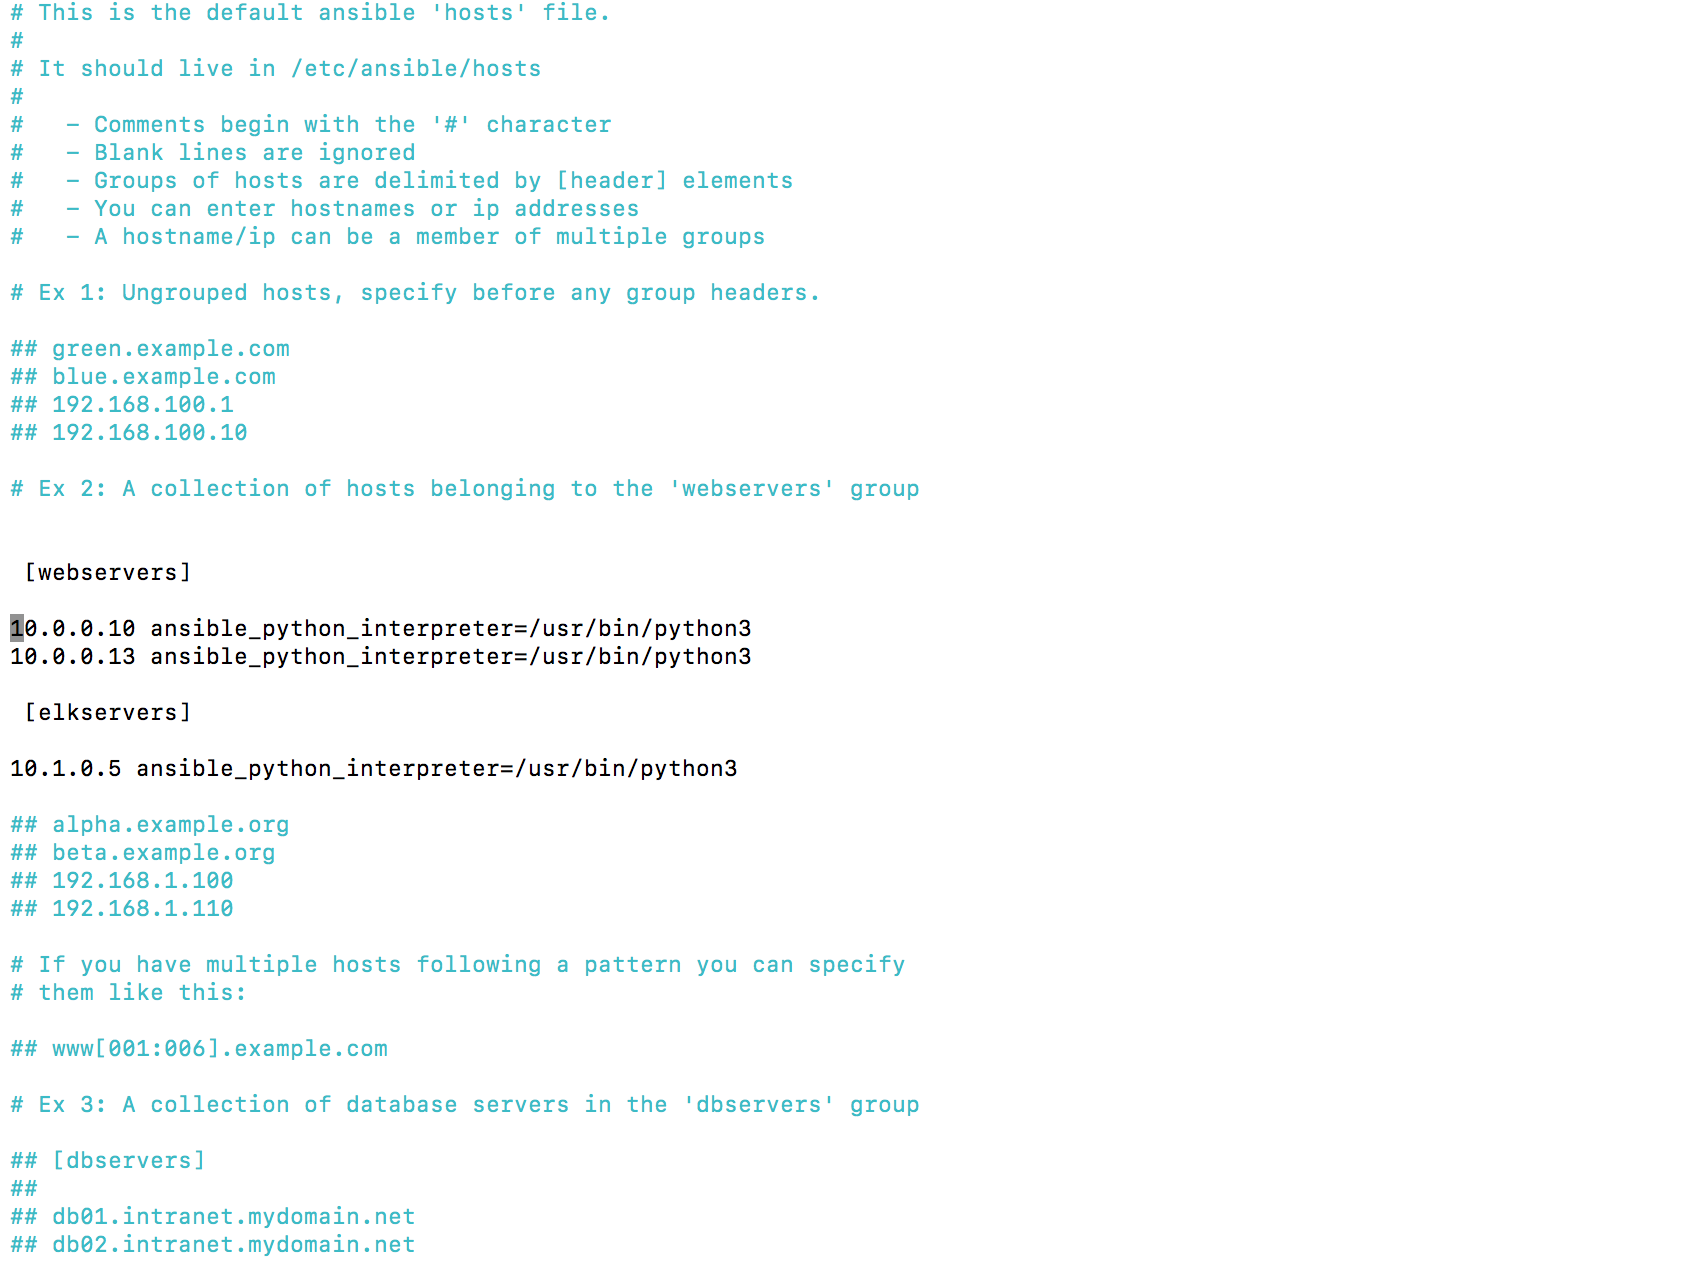 # This is the default ansible 'hosts' file.
#
# It should live in /etc/ansible/hosts
#
#   - Comments begin with the '#' character
#   - Blank lines are ignored
#   - Groups of hosts are delimited by [header] elements
#   - You can enter hostnames or ip addresses
#   - A hostname/ip can be a member of multiple groups

# Ex 1: Ungrouped hosts, specify before any group headers.

## green.example.com
## blue.example.com
## 192.168.100.1
## 192.168.100.10

# Ex 2: A collection of hosts belonging to the 'webservers' group


 [webservers]

10.0.0.10 ansible_python_interpreter=/usr/bin/python3
10.0.0.13 ansible_python_interpreter=/usr/bin/python3

 [elkservers]

10.1.0.5 ansible_python_interpreter=/usr/bin/python3

## alpha.example.org
## beta.example.org
## 192.168.1.100
## 192.168.1.110

# If you have multiple hosts following a pattern you can specify
# them like this:

## www[001:006].example.com

# Ex 3: A collection of database servers in the 'dbservers' group

## [dbservers]
##
## db01.intranet.mydomain.net
## db02.intranet.mydomain.net